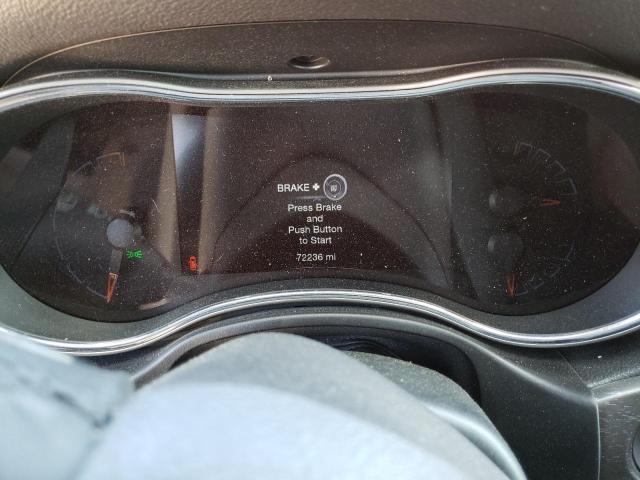 BRAKE +
Press Brake
and
Push Button
to Start
72236 mi